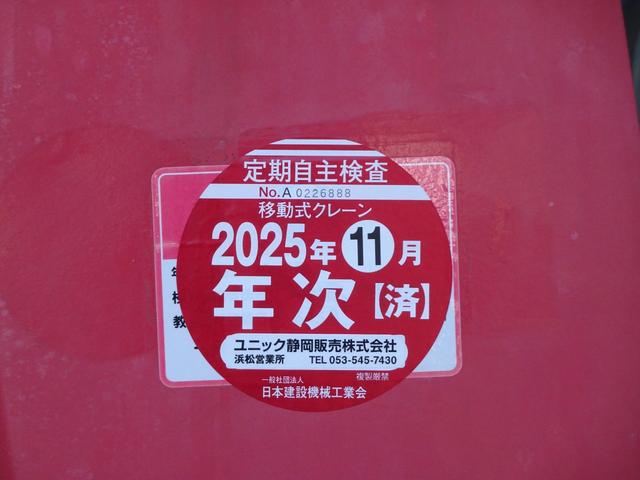 定期自主検査
No. A 0226888
移動式クレーン
2025年11月
年次【済】
ユニック静岡販売株式会社
浜松営業所 TEL 053-545-7430
一般社団法人
複製厳禁
日本建設機械工業会
年
検
教